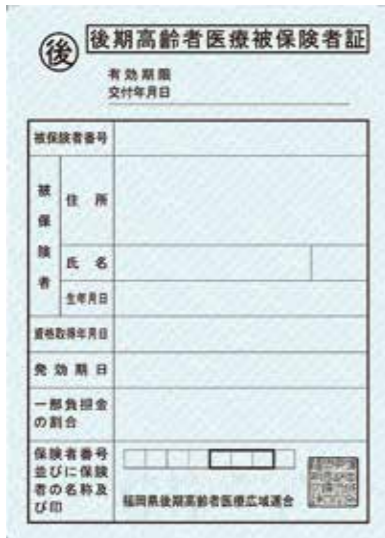 後
後期高齢者医療被保険者証
有効期限
交付年月日
被保険者番号
被保険者
住 所
氏 名
生年月日
資格取得年月日
発効期日
一部負担金
の割合
保険者番号
並びに保険
者の名称及
び印
福岡県後期高齢者医療広域連合